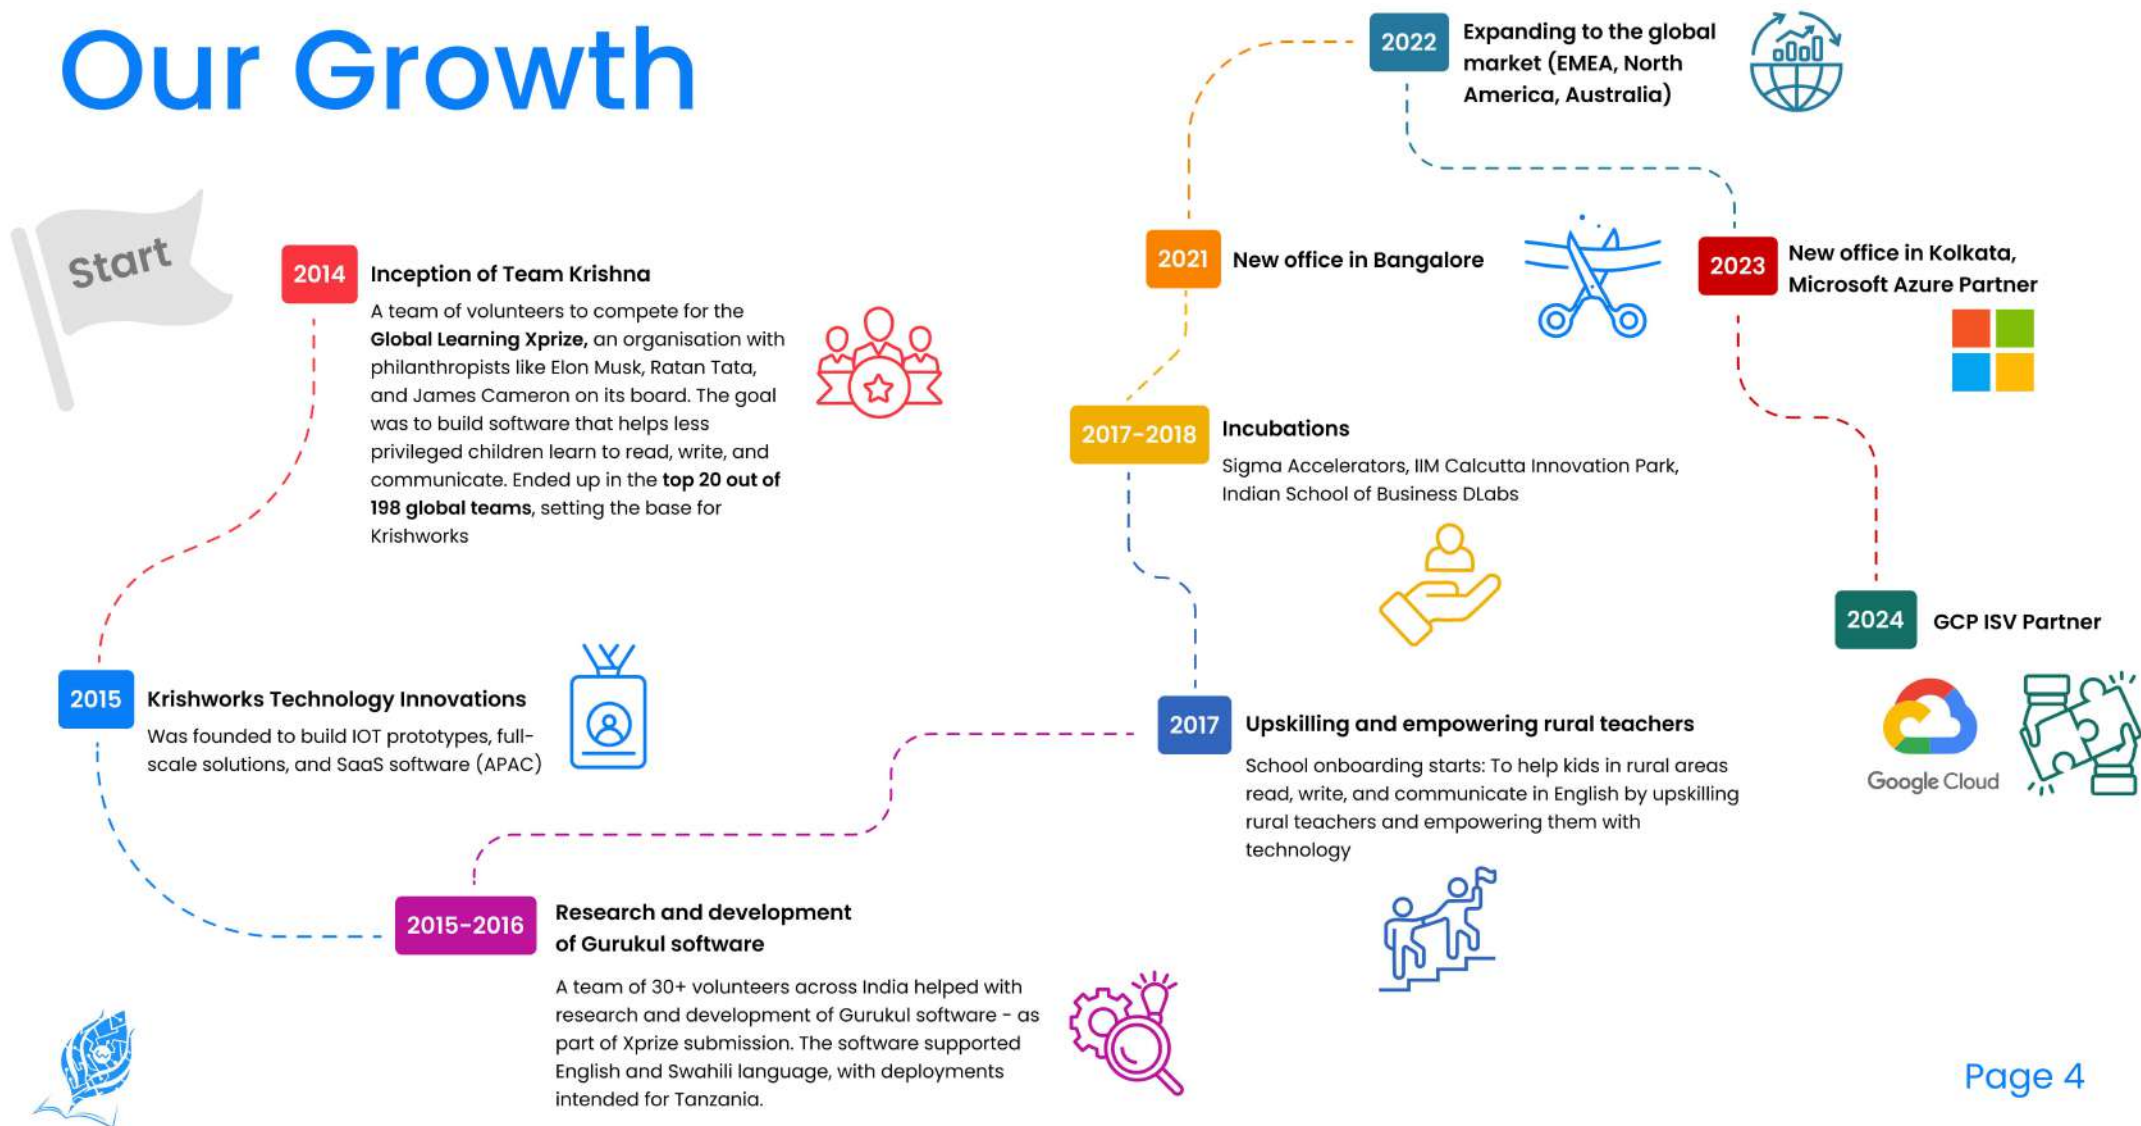 Our Growth
Start
2014
Inception of Team Krishna
A team of volunteers to compete for the
Global Learning Xprize, an organisation with
philanthropists like Elon Musk, Ratan Tata,
and James Cameron on its board. The goal
was to build software that helps less
privileged children learn to read, write, and
communicate. Ended up in the top 20 out of
198 global teams, setting the base for
Krishworks
2015
Krishworks Technology Innovations
Was founded to build IOT prototypes, full-
scale solutions, and SaaS software (APAC)
2015-2016
Research and development
of Gurukul software
A team of 30+ volunteers across India helped with
research and development of Gurukul software - as
part of Xprize submission. The software supported
English and Swahili language, with deployments
intended for Tanzania.
2017
Upskilling and empowering rural teachers
School onboarding starts: To help kids in rural areas
read, write, and communicate in English by upskilling
rural teachers and empowering them with
technology
2017-2018
Incubations
Sigma Accelerators, IIM Calcutta Innovation Park,
Indian School of Business DLabs
2021
New office in Bangalore
2022
Expanding to the global
market (EMEA, North
America, Australia)
2023
New office in Kolkata,
Microsoft Azure Partner
2024
GCP ISV Partner
Google Cloud
Page 4